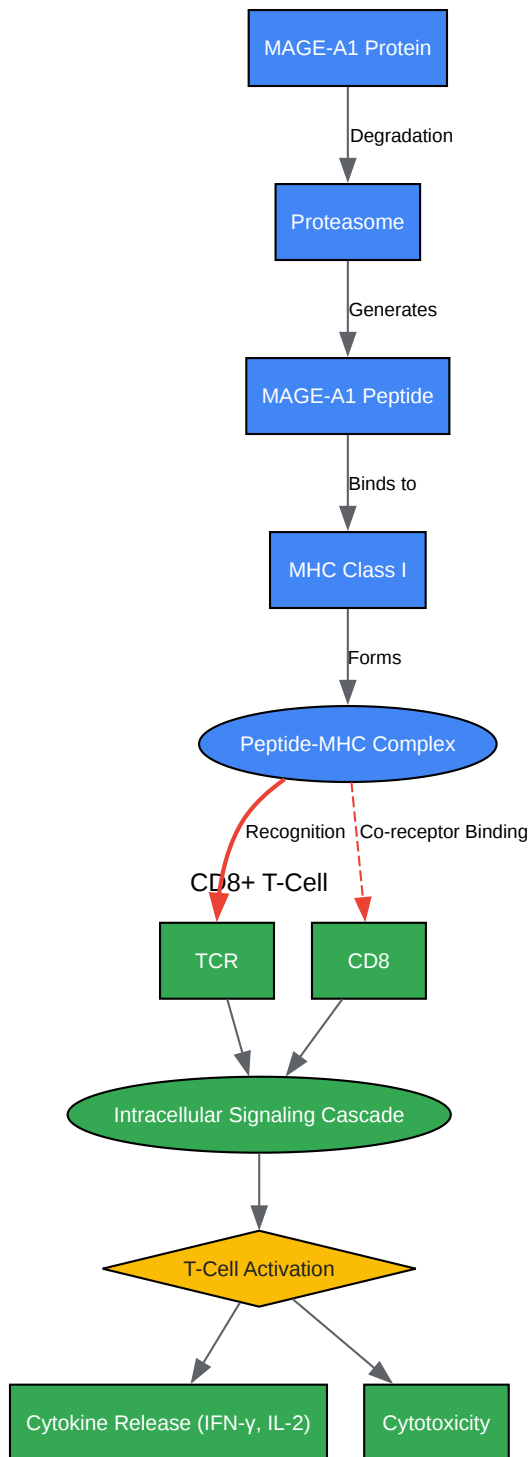 MAGE-A1 Protein
Degradation
Proteasome
Generates
MAGE-A1 Peptide
Binds to
MHC Class I
Forms
Peptide-MHC Complex
Recognition
Co-receptor Binding
CD8+ T-Cell
TCR
CD8
Intracellular Signaling Cascade
T-Cell Activation
Cytokine Release (IFN-γ, IL-2)
Cytotoxicity